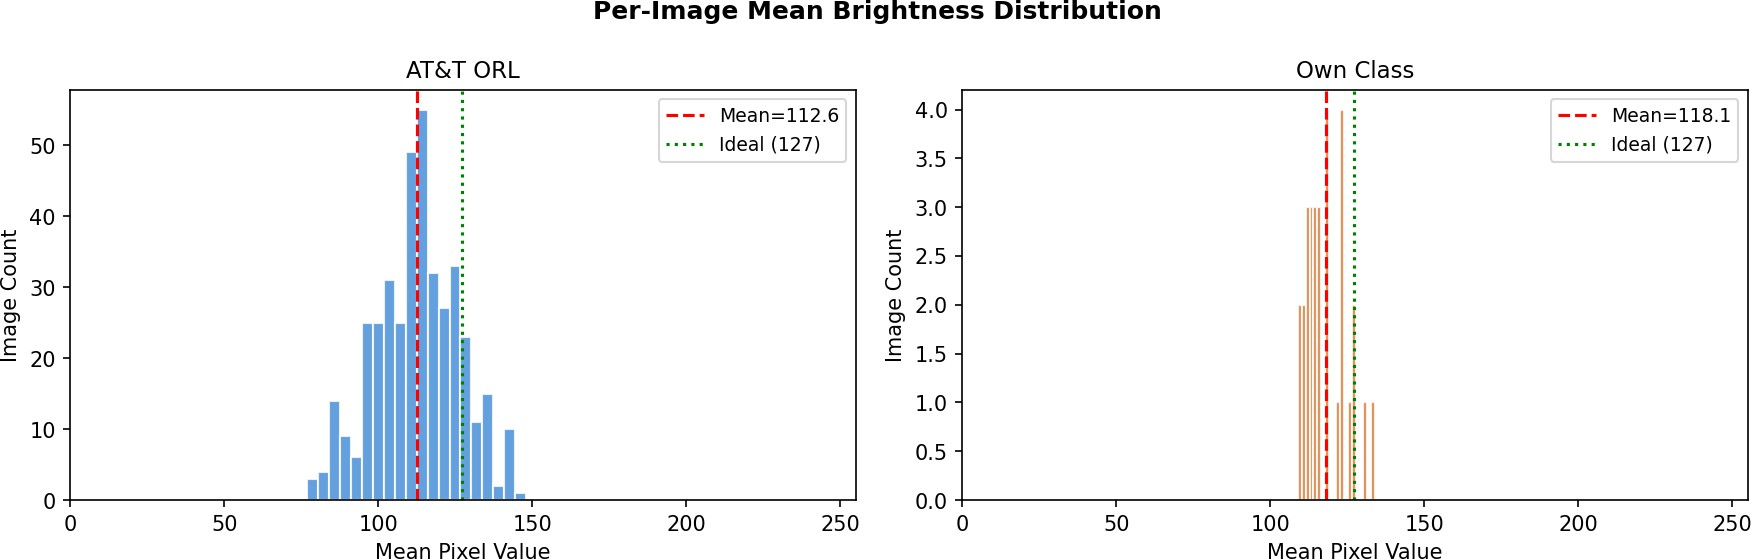 Per-Image Mean Brightness Distribution
AT&T ORL
Mean=112.6
Ideal (127)
Image Count
50
40
30
20
10
0
0 50 100 150 200 250
Mean Pixel Value
Own Class
Mean=118.1
Ideal (127)
Image Count
4.0
3.5
3.0
2.5
2.0
1.5
1.0
0.5
0.0
0 50 100 150 200 250
Mean Pixel Value